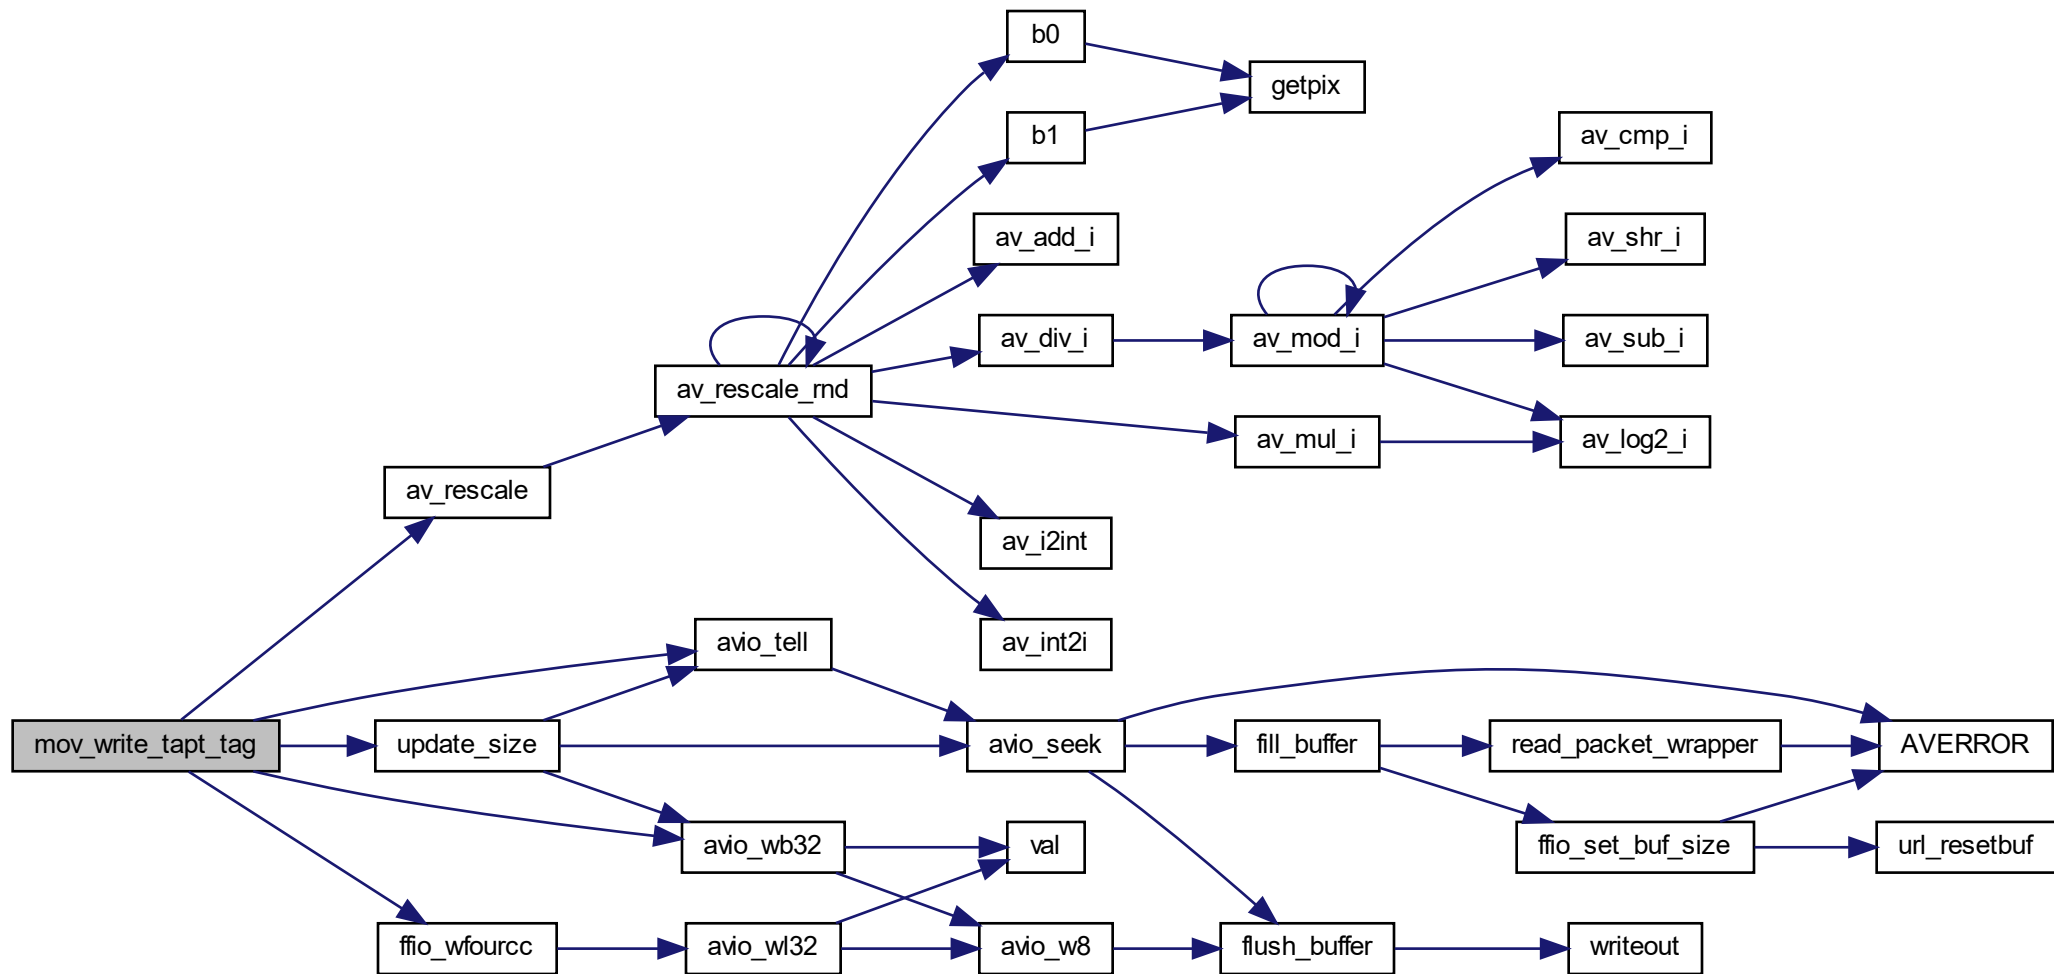 b0
getpix
b1
av_cmp_i
av_add_i
av_shr_i
av_div_i
av_mod_i
av_sub_i
av_rescale_rnd
av_mul_i
av_log2_i
av_rescale
av_i2int
av_int2i
avio_tell
mov_write_tapt_tag
update_size
avio_seek
fill_buffer
read_packet_wrapper
AVERROR
avio_wb32
val
ffio_set_buf_size
url_resetbuf
ffio_wfourcc
avio_wl32
avio_w8
flush_buffer
writeout